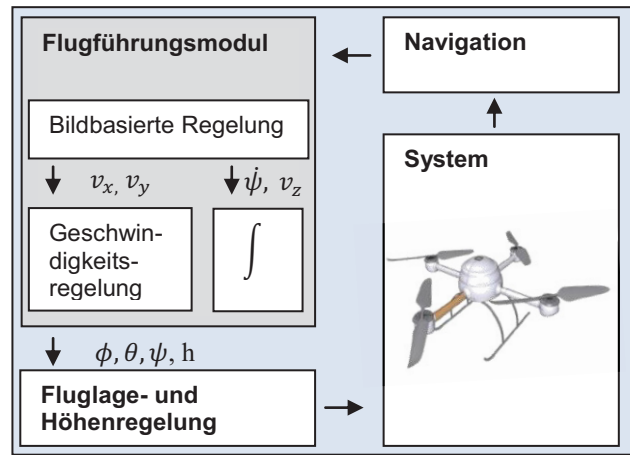 Flugführungsmodul
Bildbasierte Regelung
v_x, v_y
ψ̇, v_z
Geschwin-
digkeits-
regelung
∫
ϕ, θ, ψ, h
Fluglage- und
Höhenregelung
Navigation
System